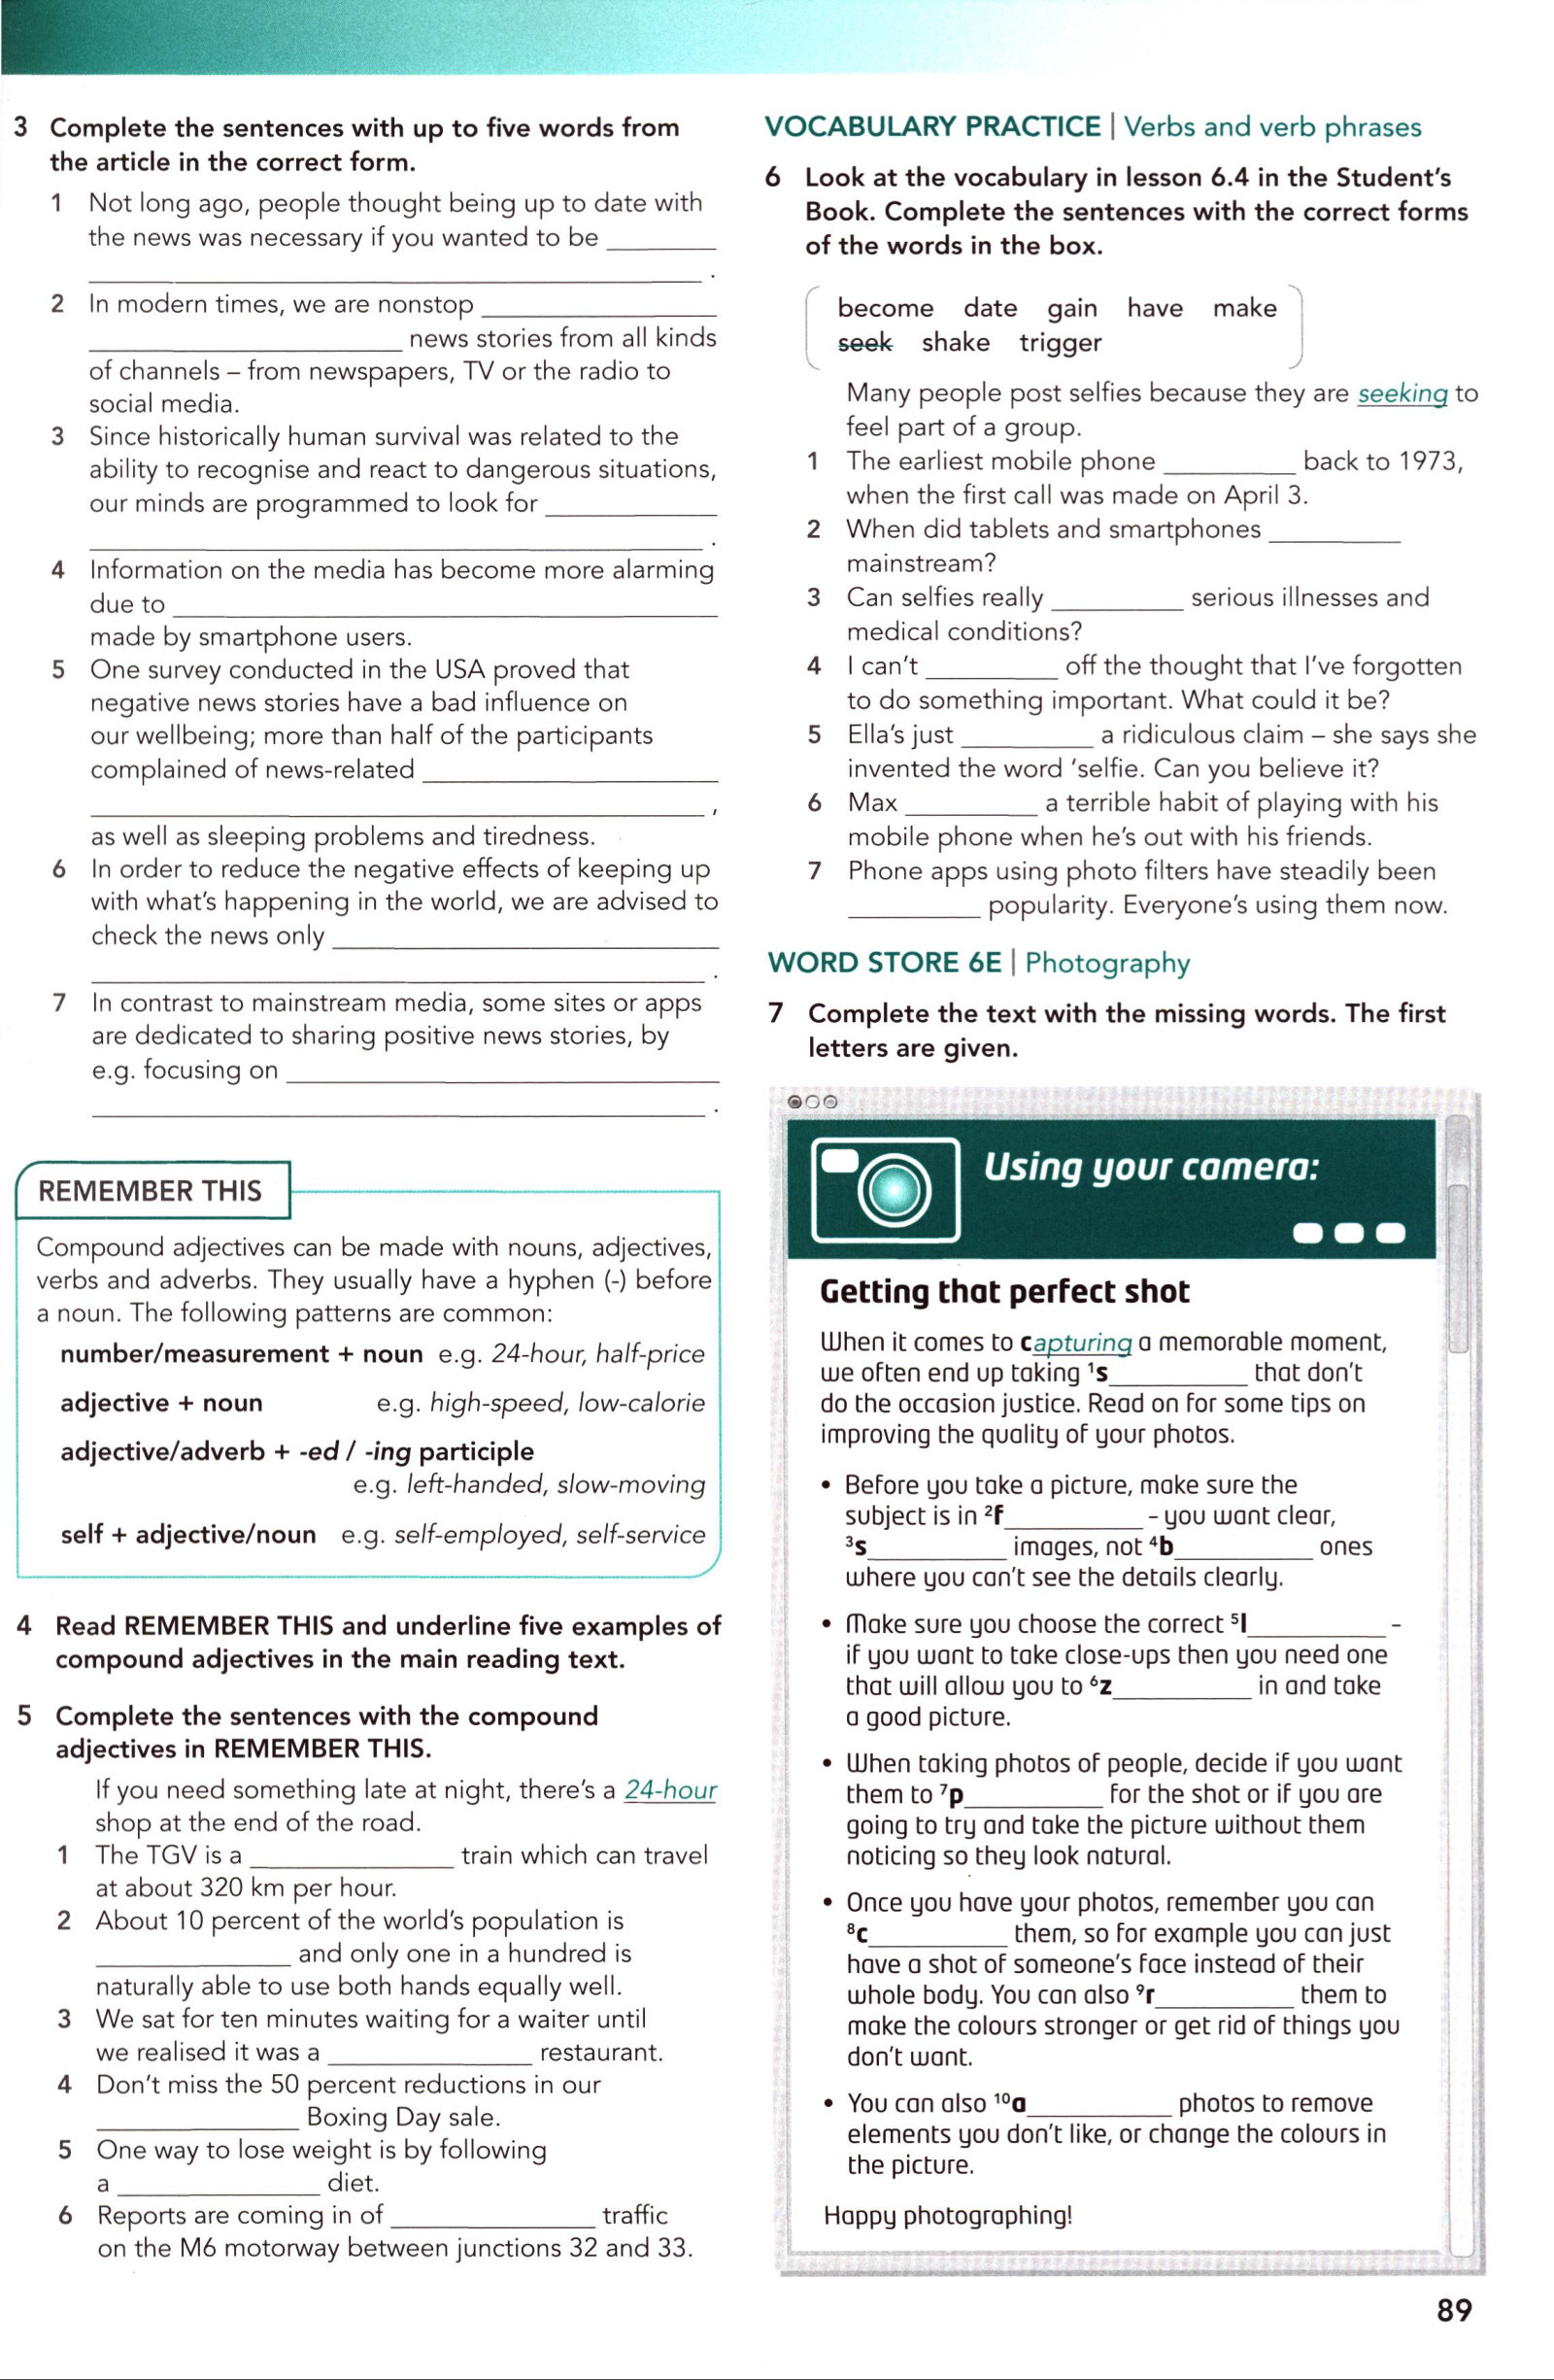 3 Complete the sentences with up to five words from
the article in the correct form.
1 Not long ago, people thought being up to date with
the news was necessary if you wanted to be ________
________.
2 In modern times, we are nonstop ________
________ news stories from all kinds
of channels – from newspapers, TV or the radio to
social media.
3 Since historically human survival was related to the
ability to recognise and react to dangerous situations,
our minds are programmed to look for ________
________.
4 Information on the media has become more alarming
due to ________
made by smartphone users.
5 One survey conducted in the USA proved that
negative news stories have a bad influence on
our wellbeing; more than half of the participants
complained of news-related ________
________,
as well as sleeping problems and tiredness.
6 In order to reduce the negative effects of keeping up
with what's happening in the world, we are advised to
check the news only ________
________.
7 In contrast to mainstream media, some sites or apps
are dedicated to sharing positive news stories, by
e.g. focusing on ________
________.
REMEMBER THIS
Compound adjectives can be made with nouns, adjectives,
verbs and adverbs. They usually have a hyphen (-) before
a noun. The following patterns are common:
number/measurement + noun e.g. 24-hour, half-price
adjective + noun e.g. high-speed, low-calorie
adjective/adverb + -ed / -ing participle
e.g. left-handed, slow-moving
self + adjective/noun e.g. self-employed, self-service
4 Read REMEMBER THIS and underline five examples of
compound adjectives in the main reading text.
5 Complete the sentences with the compound
adjectives in REMEMBER THIS.
If you need something late at night, there's a 24-hour
shop at the end of the road.
1 The TGV is a ________ train which can travel
at about 320 km per hour.
2 About 10 percent of the world's population is
________ and only one in a hundred is
naturally able to use both hands equally well.
3 We sat for ten minutes waiting for a waiter until
we realised it was a ________ restaurant.
4 Don't miss the 50 percent reductions in our
________ Boxing Day sale.
5 One way to lose weight is by following
a ________ diet.
6 Reports are coming in of ________ traffic
on the M6 motorway between junctions 32 and 33.
VOCABULARY PRACTICE | Verbs and verb phrases
6 Look at the vocabulary in lesson 6.4 in the Student's
Book. Complete the sentences with the correct forms
of the words in the box.
become date gain have make
seek shake trigger
Many people post selfies because they are seeking to
feel part of a group.
1 The earliest mobile phone ________ back to 1973,
when the first call was made on April 3.
2 When did tablets and smartphones ________
mainstream?
3 Can selfies really ________ serious illnesses and
medical conditions?
4 I can't ________ off the thought that I've forgotten
to do something important. What could it be?
5 Ella's just ________ a ridiculous claim – she says she
invented the word 'selfie. Can you believe it?
6 Max ________ a terrible habit of playing with his
mobile phone when he's out with his friends.
7 Phone apps using photo filters have steadily been
________ popularity. Everyone's using them now.
WORD STORE 6E | Photography
7 Complete the text with the missing words. The first
letters are given.
Using your camera:
Getting that perfect shot
When it comes to capturing a memorable moment,
we often end up taking ¹s________ that don't
do the occasion justice. Read on for some tips on
improving the quality of your photos.
• Before you take a picture, make sure the
subject is in ²f________ - you want clear,
³s________ images, not ⁴b________ ones
where you can't see the details clearly.
• Make sure you choose the correct ⁵l________ -
if you want to take close-ups then you need one
that will allow you to ⁶z________ in and take
a good picture.
• When taking photos of people, decide if you want
them to ⁷p________ for the shot or if you are
going to try and take the picture without them
noticing so they look natural.
• Once you have your photos, remember you can
⁸c________ them, so for example you can just
have a shot of someone's face instead of their
whole body. You can also ⁹r________ them to
make the colours stronger or get rid of things you
don't want.
• You can also ¹⁰a________ photos to remove
elements you don't like, or change the colours in
the picture.
Happy photographing!
89